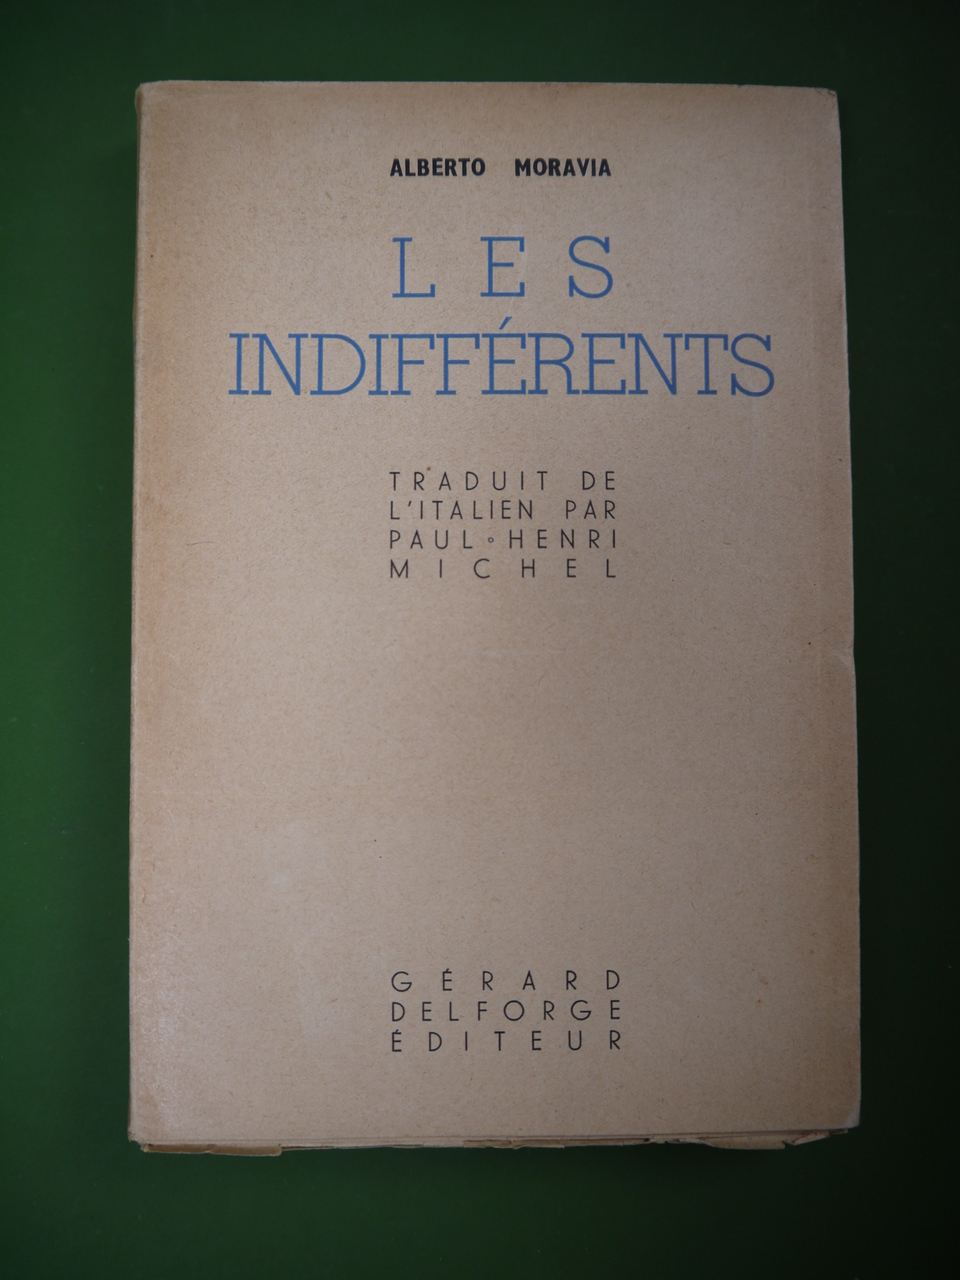 ALBERTO MORAVIA
LES
INDIFFÉRENTS
TRADUIT DE
L'ITALIEN PAR
PAUL-HENRI
MICHEL
GÉRARD
DELFORGE
ÉDITEUR